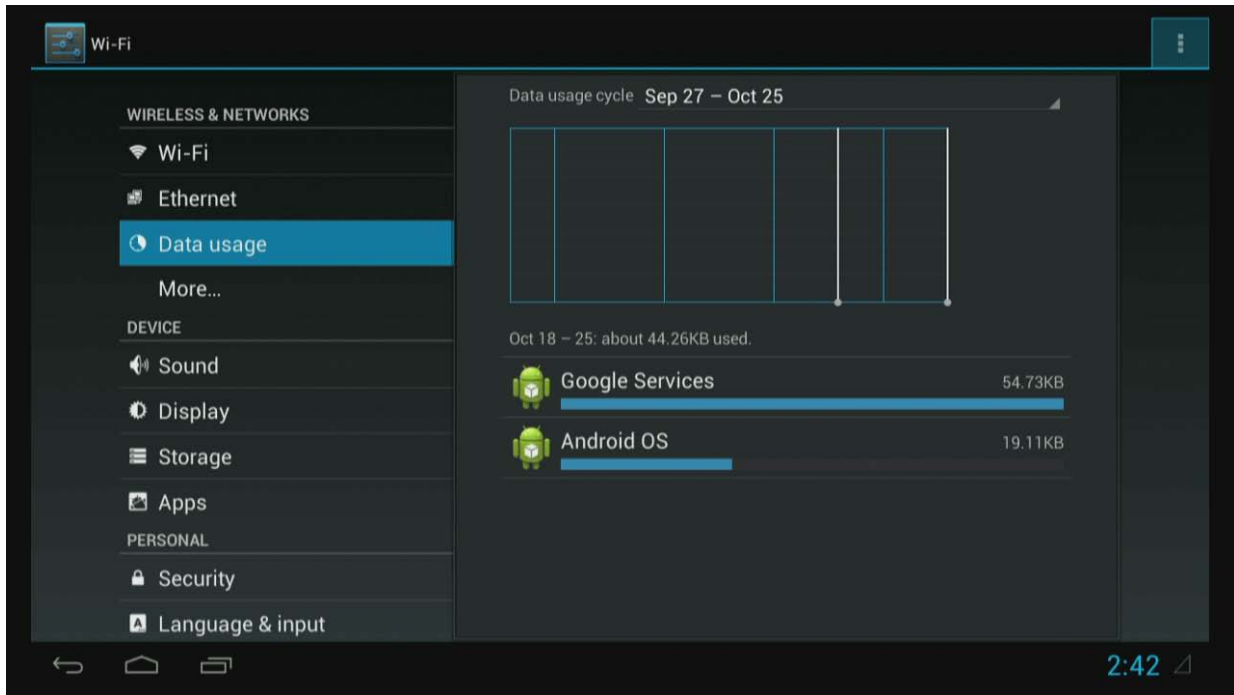 Wi-Fi
WIRELESS & NETWORKS
Wi-Fi
Ethernet
Data usage
More...
DEVICE
Sound
Display
Storage
Apps
PERSONAL
Security
Language & input
Data usage cycle Sep 27 – Oct 25
Oct 18 – 25: about 44.26KB used.
Google Services 54.73KB
Android OS 19.11KB
2:42